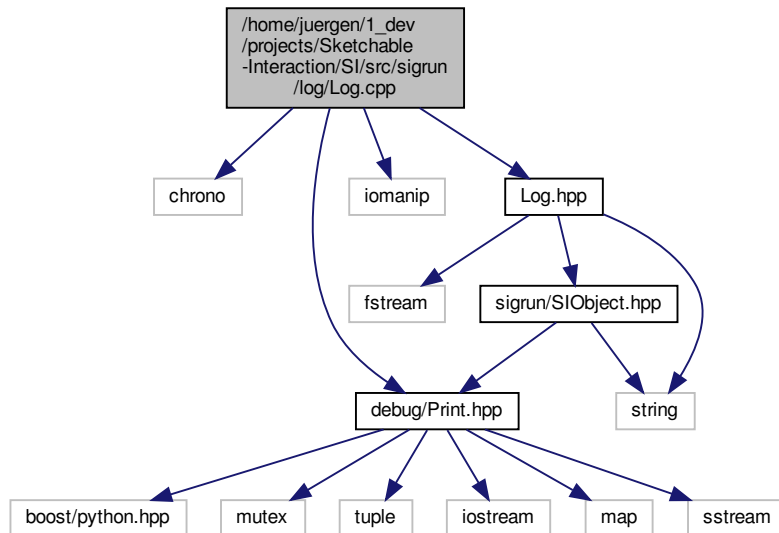 /home/juergen/1_dev
/projects/Sketchable
-Interaction/SI/src/sigrun
/log/Log.cpp
chrono
iomanip
Log.hpp
fstream
sigrun/SIObject.hpp
debug/Print.hpp
string
boost/python.hpp
mutex
tuple
iostream
map
sstream